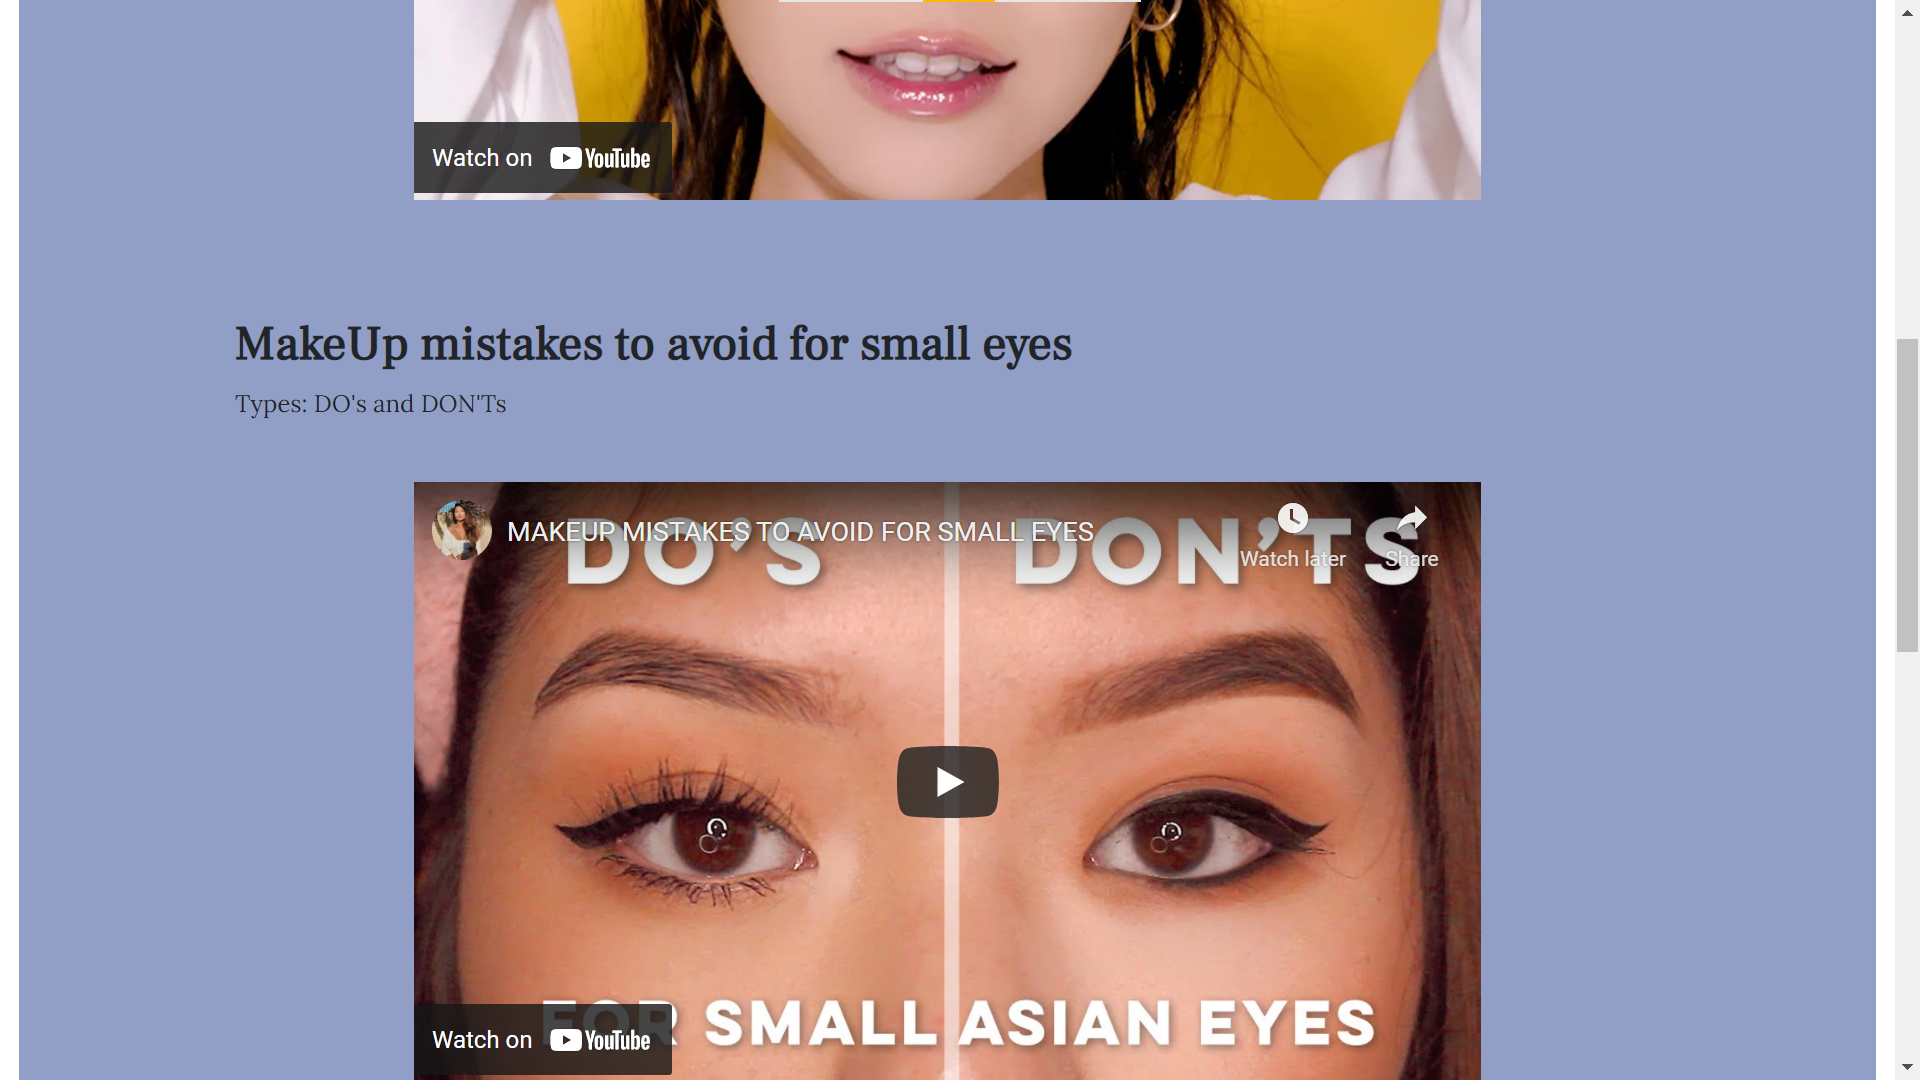 Watch on YouTube
MakeUp mistakes to avoid for small eyes
Types: DO's and DON'Ts
MAKEUP MISTAKES TO AVOID FOR SMALL EYES
Watch later
Share
DO'S
DON'TS
FOR SMALL ASIAN EYES
Watch on YouTube